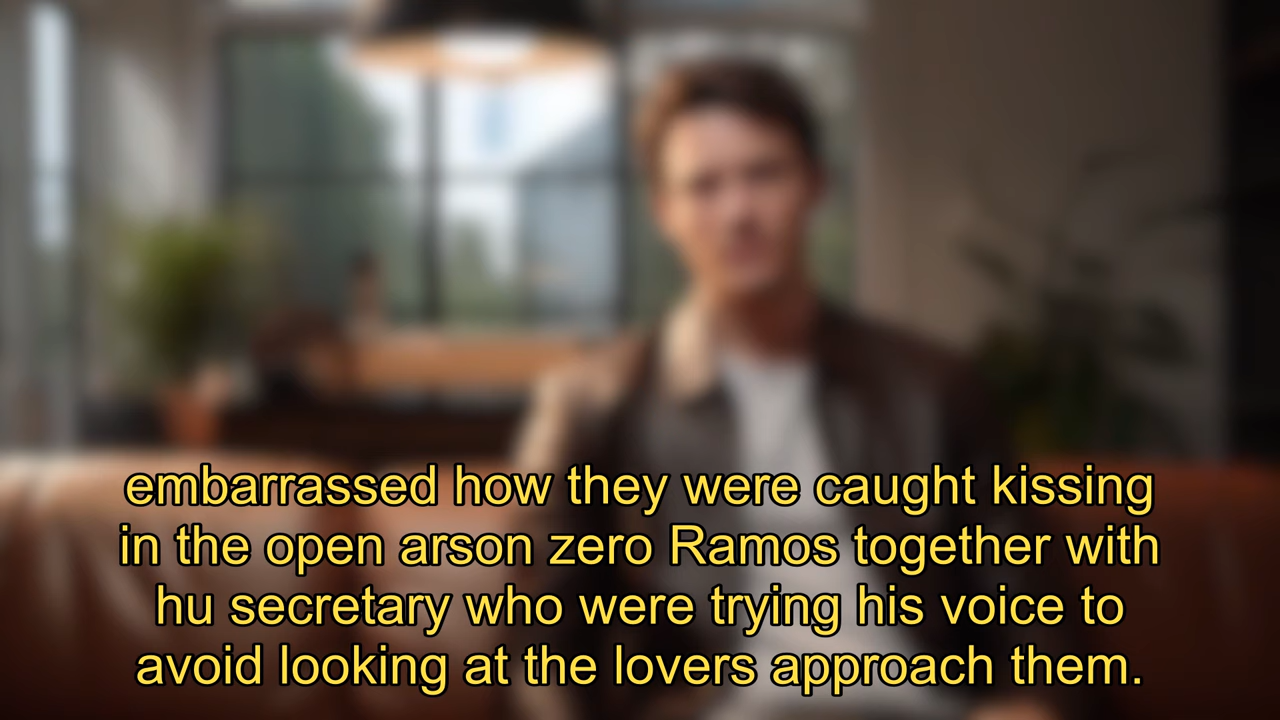 embarrassed how they were caught kissing
in the open arson zero Ramos together with
hu secretary who were trying his voice to
avoid looking at the lovers approach them.